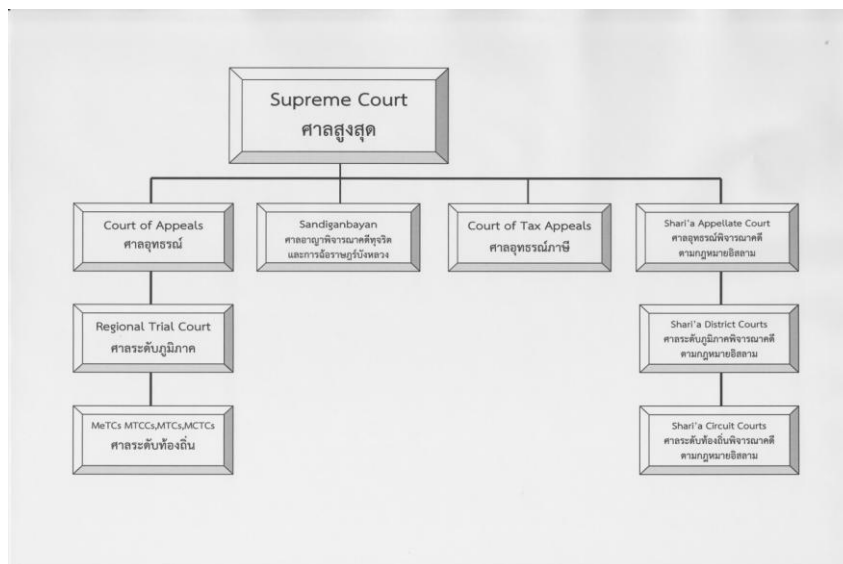 Supreme Court
ศาลสูงสุด
Court of Appeals
ศาลอุทธรณ์
Sandiganbayan
ศาลอาญาพิจารณาคดีทุจริต
และการฉ้อราษฎร์บังหลวง
Court of Tax Appeals
ศาลอุทธรณ์ภาษี
Shari'a Appellate Court
ศาลอุทธรณ์พิจารณาคดี
ตามกฎหมายอิสลาม
Regional Trial Court
ศาลระดับภูมิภาค
Shari'a District Courts
ศาลระดับภูมิภาคพิจารณาคดี
ตามกฎหมายอิสลาม
MeTCs MTCCs,MTCs,MCTCs
ศาลระดับท้องถิ่น
Shari'a Circuit Courts
ศาลระดับท้องถิ่นพิจารณาคดี
ตามกฎหมายอิสลาม